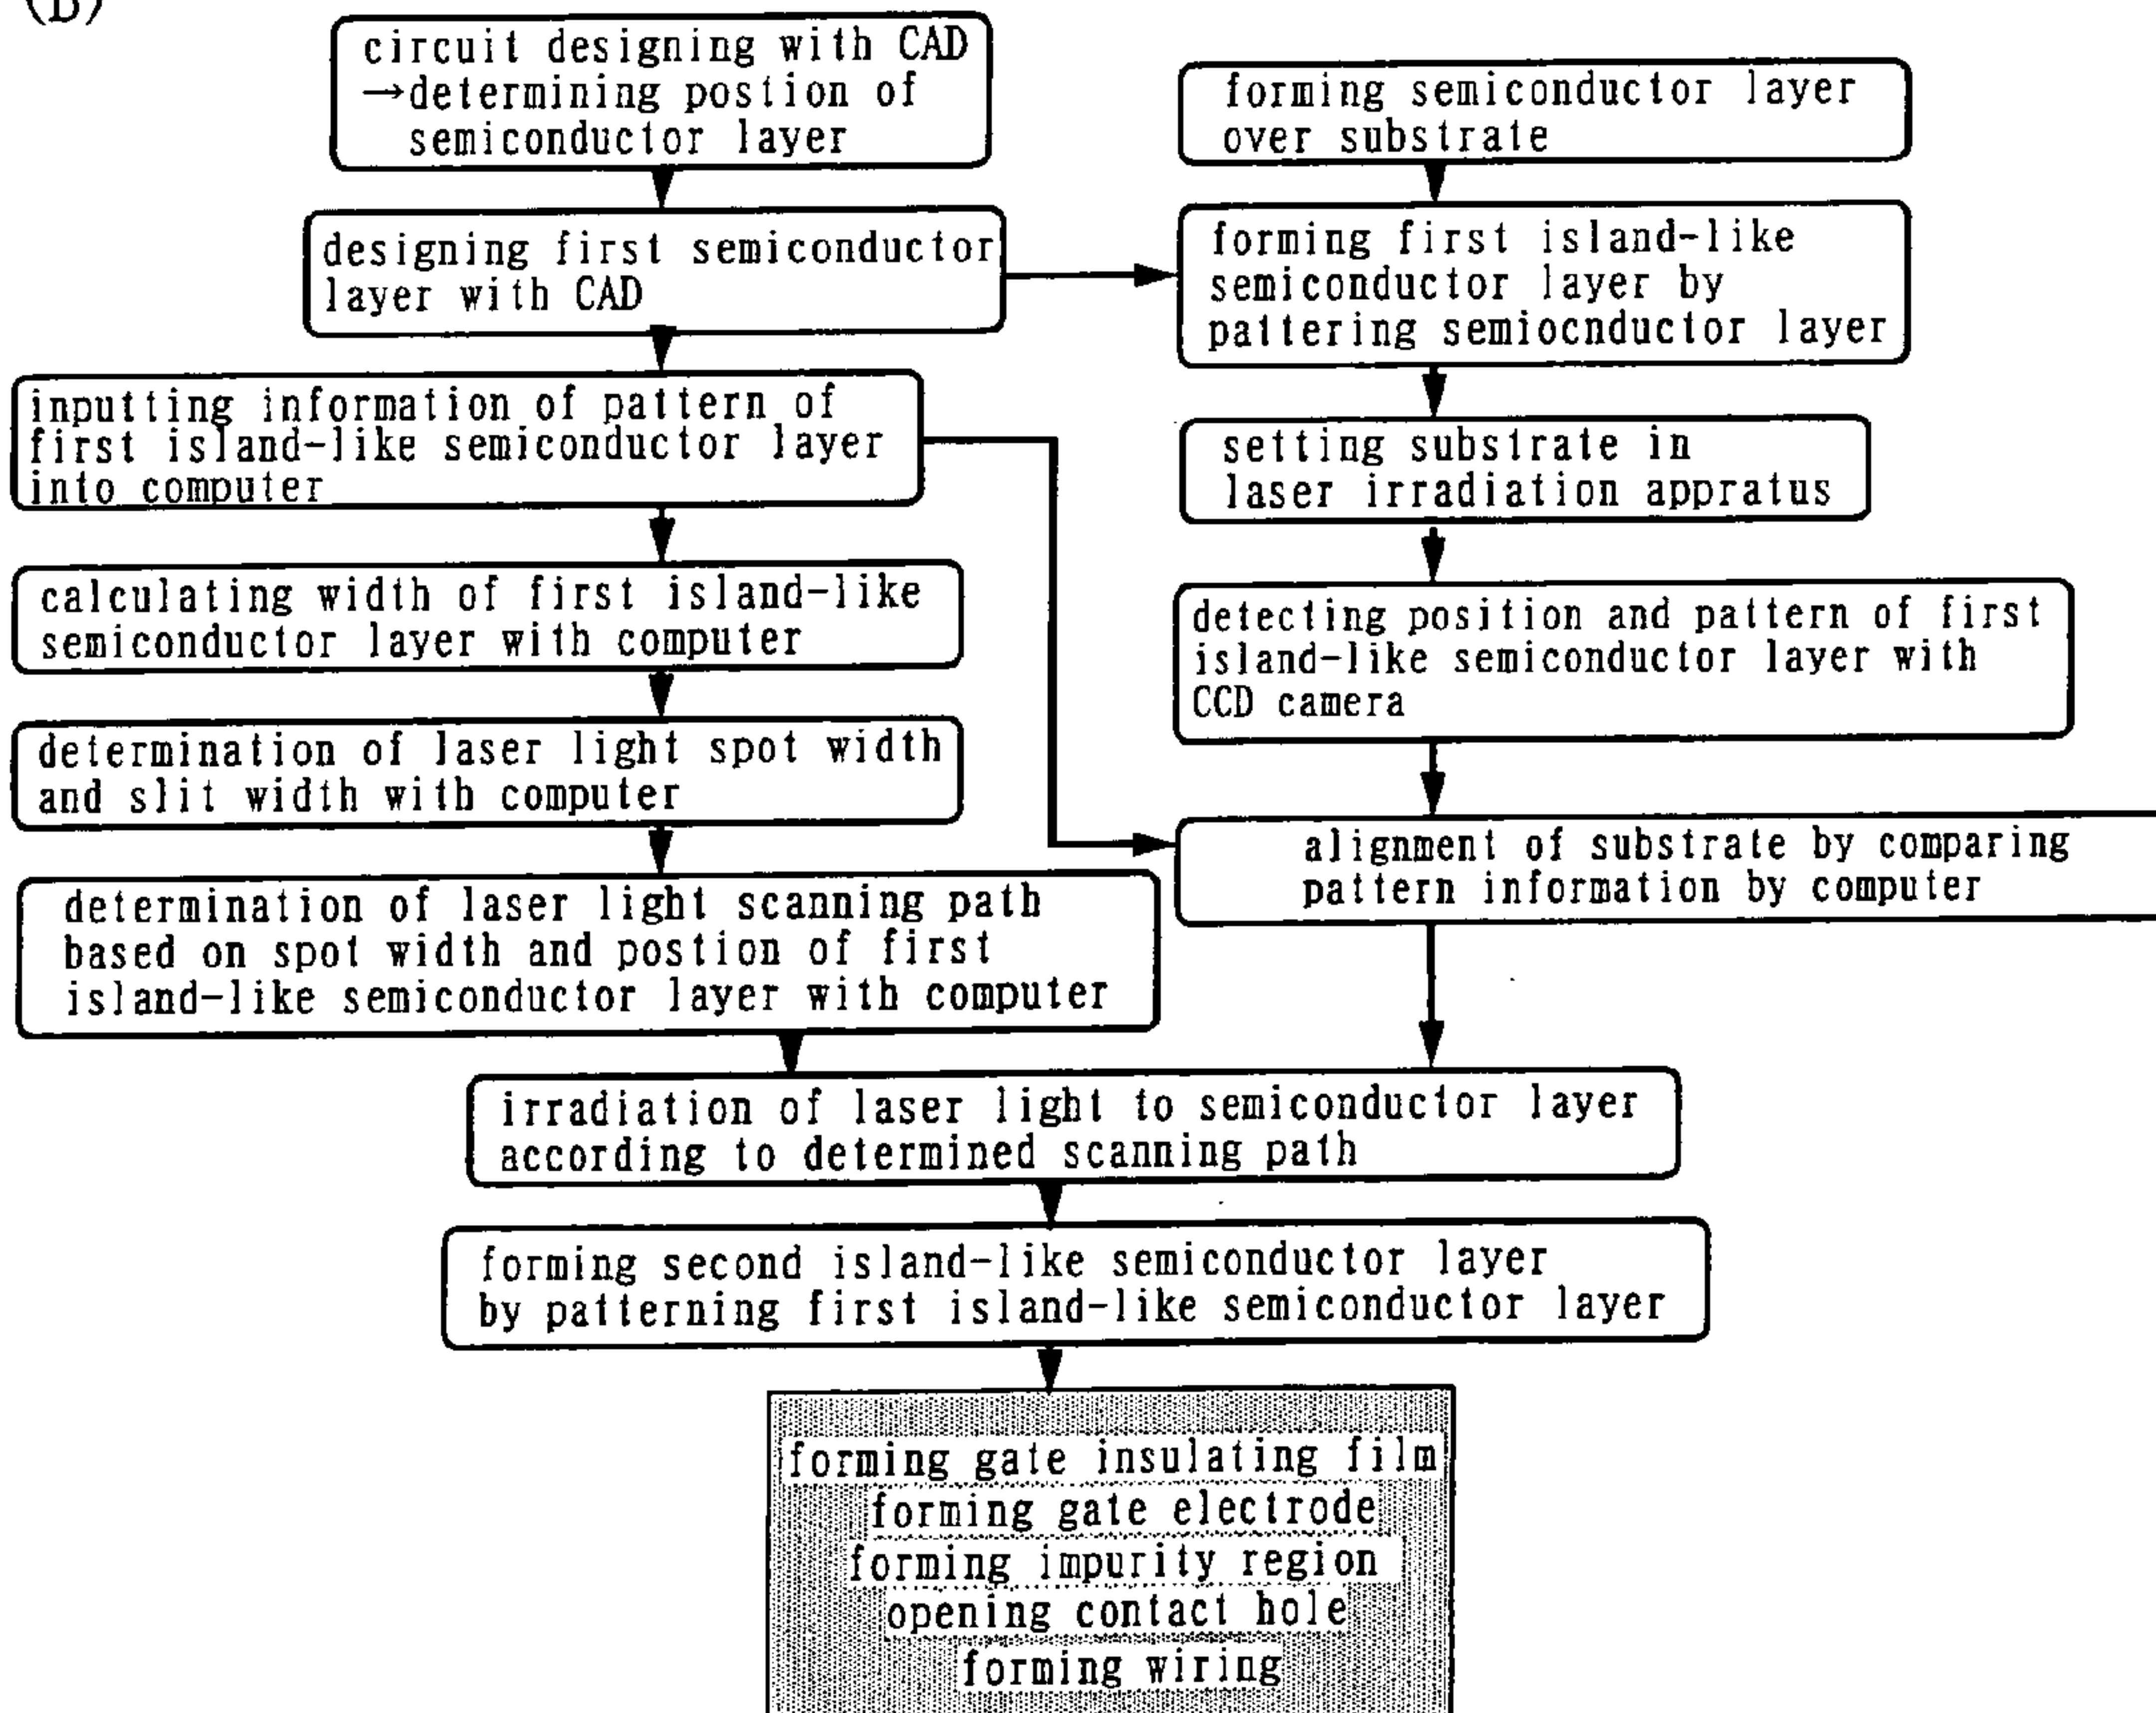 (B)
circuit designing with CAD
→determining postion of
semiconductor layer
forming semiconductor layer
over substrate
designing first semiconductor
layer with CAD
forming first island-like
semiconductor layer by
pattering semiocnductor layer
inputting information of pattern of
first island-like semiconductor layer
into computer
setting substrate in
laser irradiation appratus
calculating width of first island-like
semiconductor layer with computer
detecting position and pattern of first
island-like semiconductor layer with
CCD camera
determination of laser light spot width
and slit width with computer
alignment of substrate by comparing
pattern information by computer
determination of laser light scanning path
based on spot width and postion of first
island-like semiconductor layer with computer
irradiation of laser light to semiconductor layer
according to determined scanning path
forming second island-like semiconductor layer
by patterning first island-like semiconductor layer
forming gate insulating film
forming gate electrode
forming impurity region
opening contact hole
forming wiring